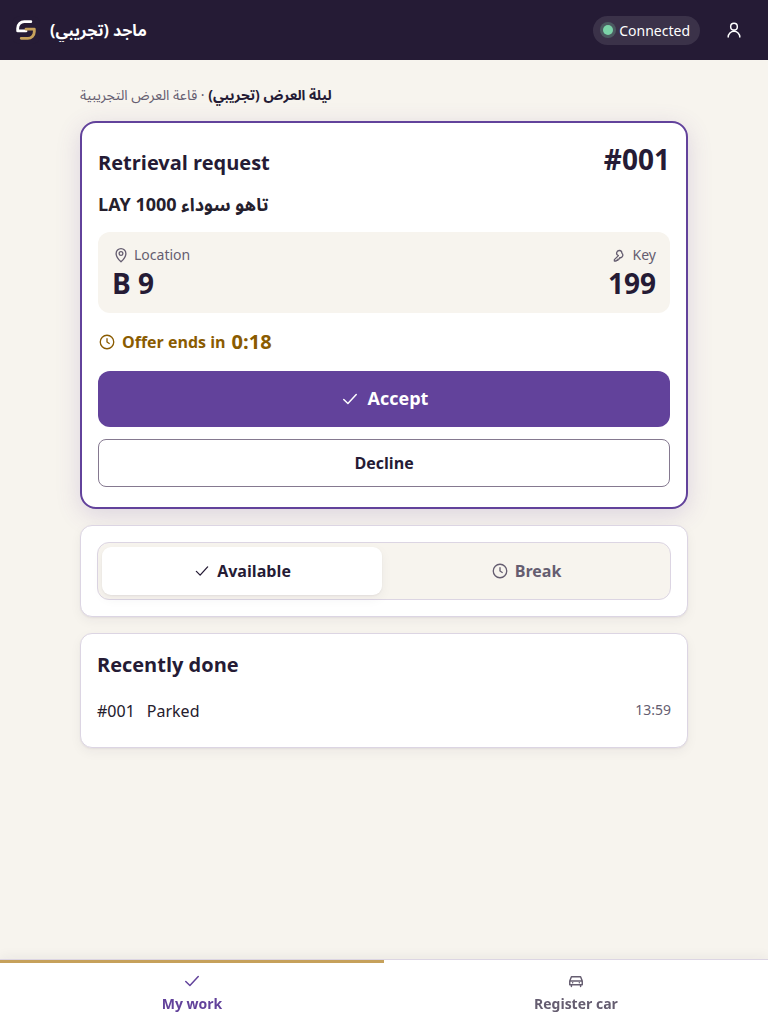 ماجد (تجريبي)
Connected
ليلة العرض (تجريبي) · قاعة العرض التجريبية
Retrieval request
#001
LAY 1000 تاهو سوداء
Location
Key
B 9
199
Offer ends in 0:18
Accept
Decline
Available
Break
Recently done
#001 Parked
13:59
My work
Register car